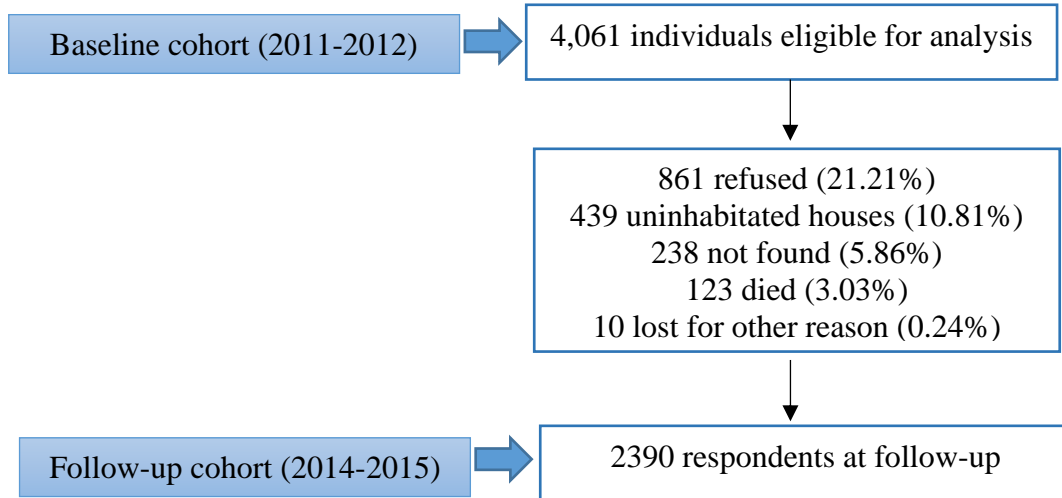 Baseline cohort (2011-2012)
4,061 individuals eligible for analysis
861 refused (21.21%)
439 uninhabitated houses (10.81%)
238 not found (5.86%)
123 died (3.03%)
10 lost for other reason (0.24%)
Follow-up cohort (2014-2015)
2390 respondents at follow-up